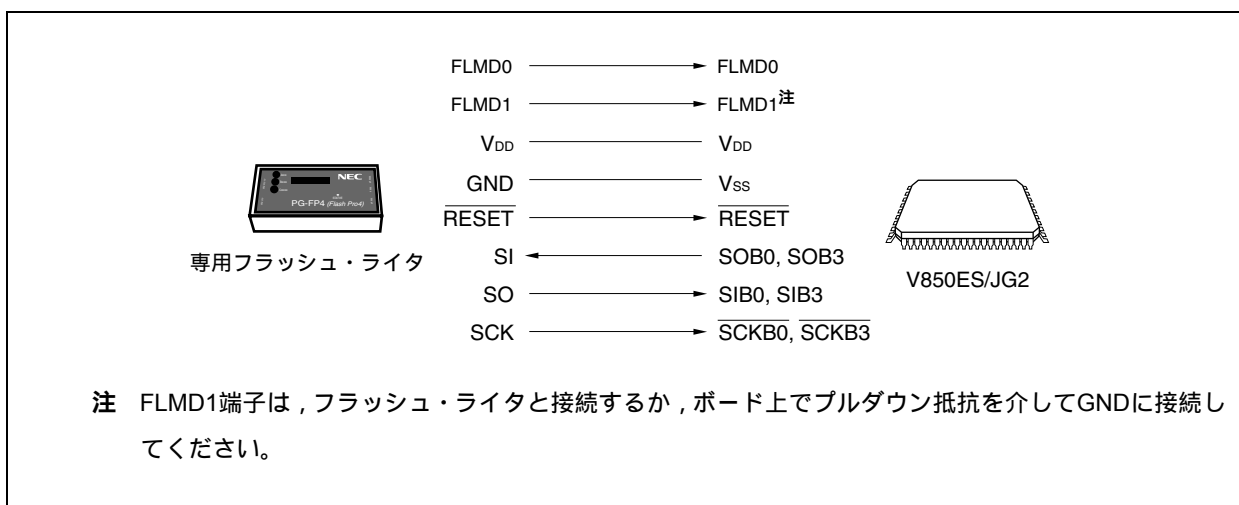 FLMD0 FLMD0
FLMD1 FLMD1注
VDD VDD
GND VSS
RESET RESET
SI SOB0, SOB3
SO SIB0, SIB3
SCK SCKB0, SCKB3
NEC
PG-FP4 (Flash Pro4)
専用フラッシュ・ライタ
V850ES/JG2
注 FLMD1端子は，フラッシュ・ライタと接続するか，ボード上でプルダウン抵抗を介してGNDに接続し
てください。